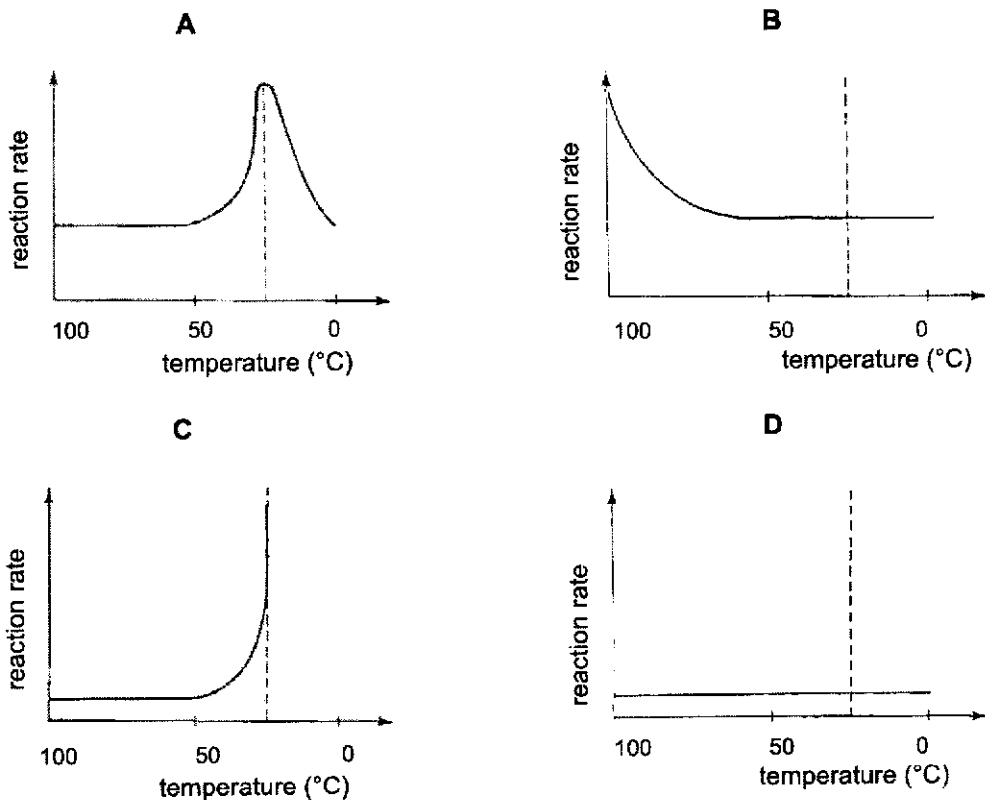 A
reaction rate
100 50 0
temperature (°C)
B
reaction rate
100 50 0
temperature (°C)
C
reaction rate
100 50 0
temperature (°C)
D
reaction rate
100 50 0
temperature (°C)